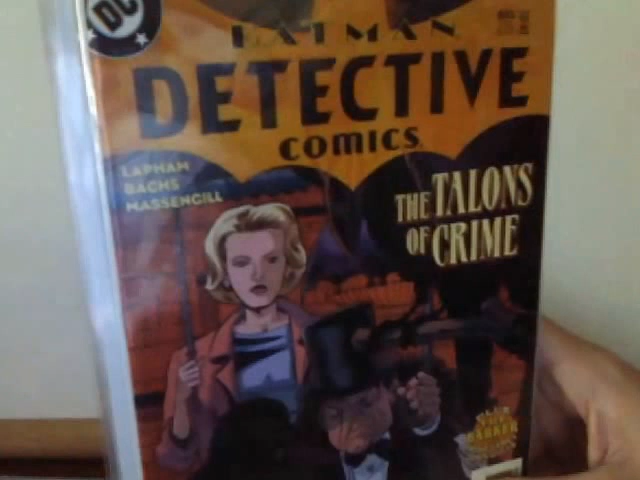 DC
BATMAN
DETECTIVE
COMICS
LAPHAM
BACHS
MASSENGILL
THE TALONS
OF CRIME